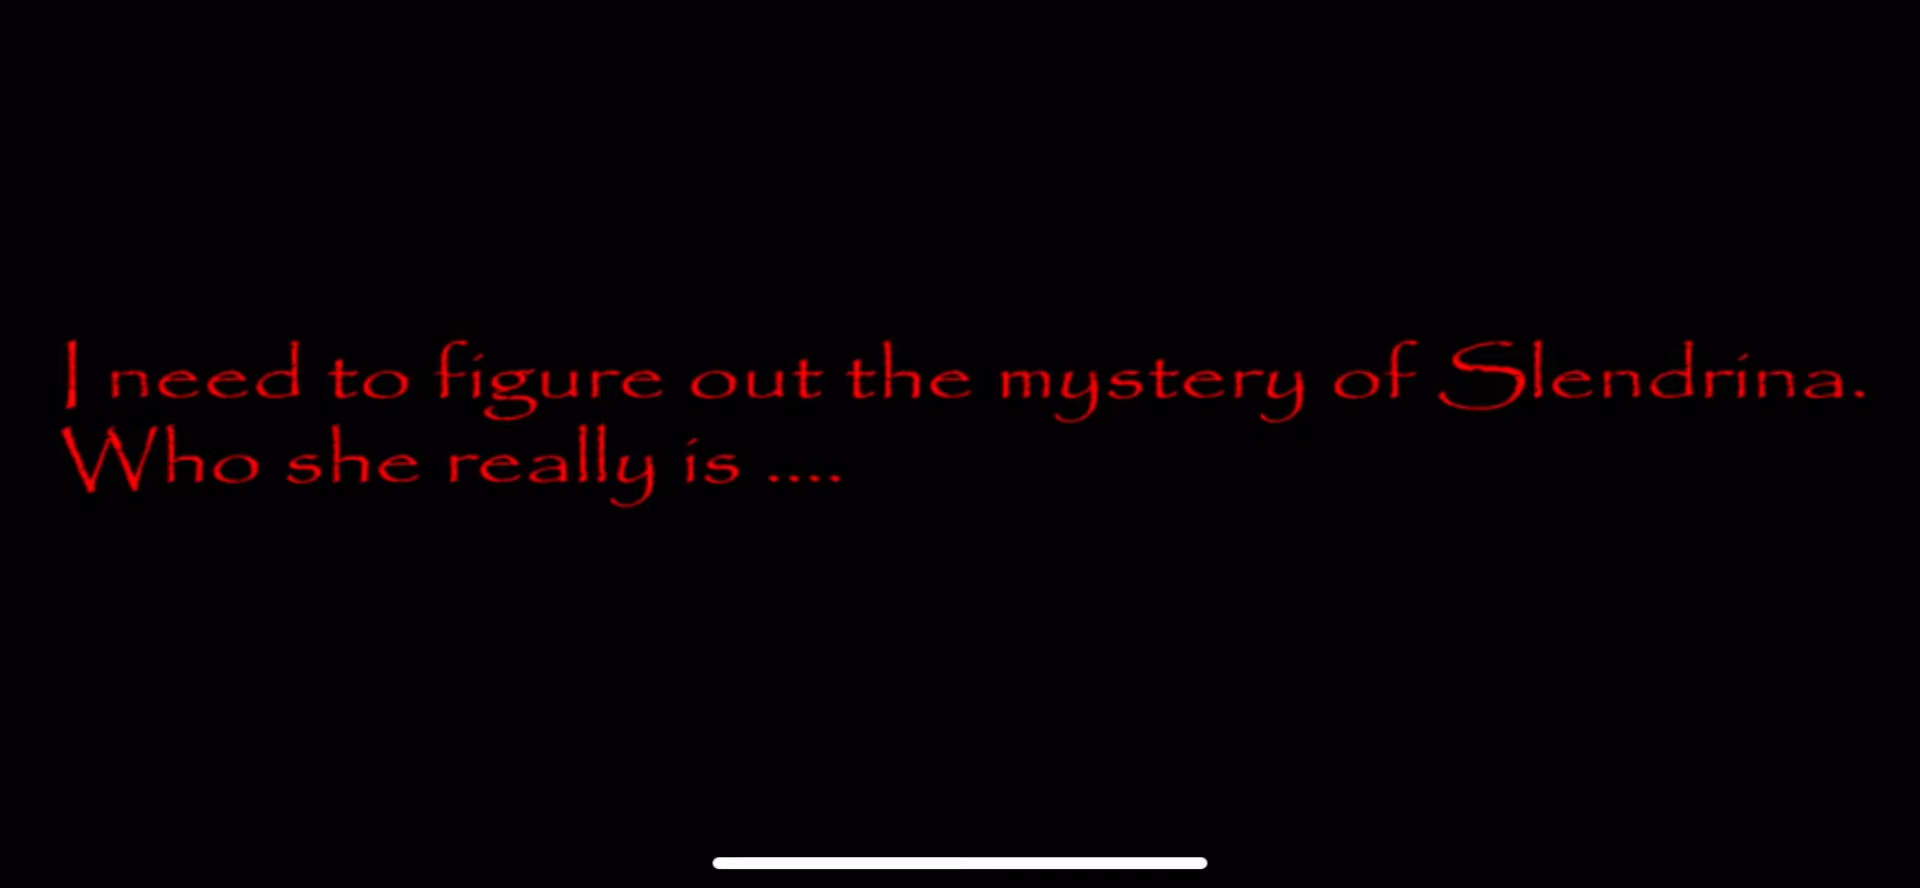 I need to figure out the mystery of Slendrina.
Who she really is ....